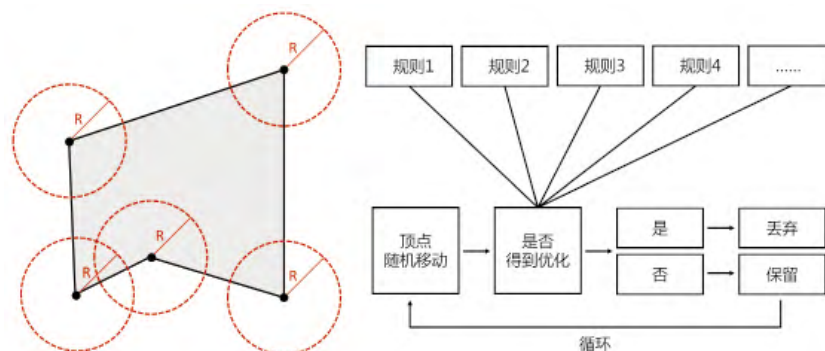 R
R
R
R
R
规则1
规则2
规则3
规则4
......
顶点
随机移动
是否
得到优化
是
丢弃
否
保留
循环